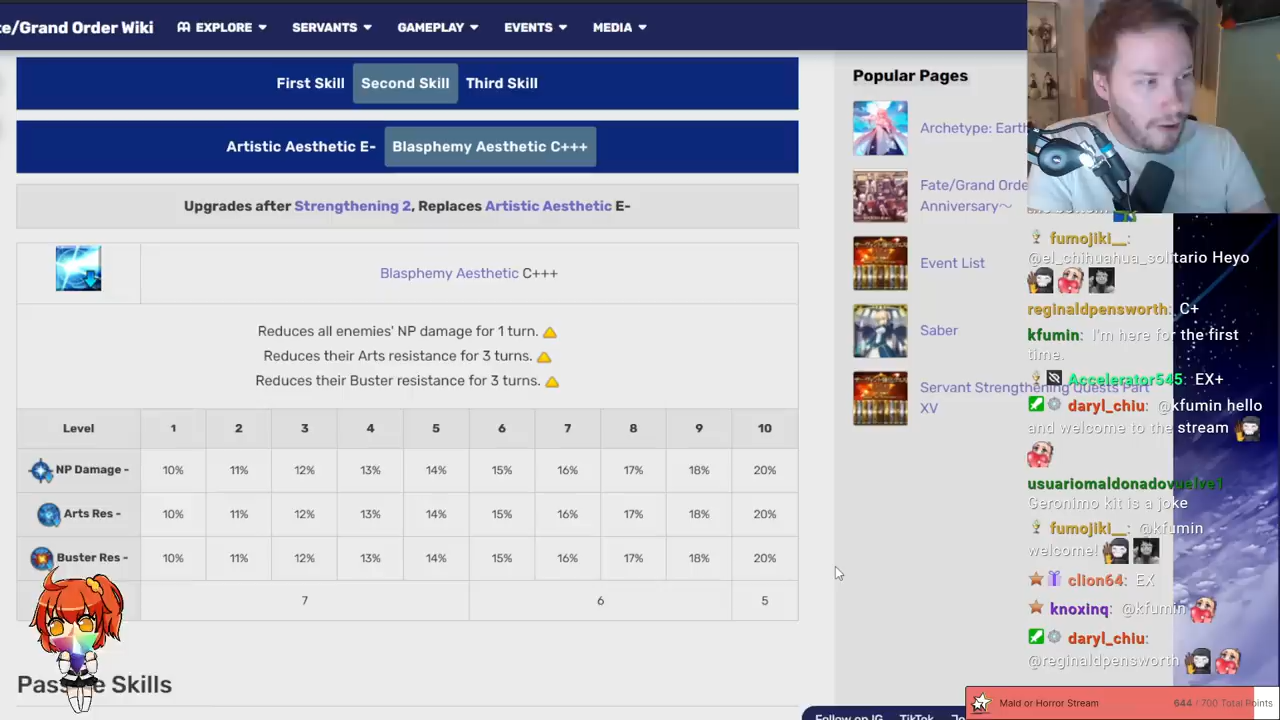 te/Grand Order Wiki
EXPLORE
SERVANTS
GAMEPLAY
EVENTS
MEDIA
First Skill Second Skill Third Skill
Artistic Aesthetic E- Blasphemy Aesthetic C+++
Upgrades after Strengthening 2, Replaces Artistic Aesthetic E-
Blasphemy Aesthetic C+++
Reduces all enemies' NP damage for 1 turn.
Reduces their Arts resistance for 3 turns.
Reduces their Buster resistance for 3 turns.
Level 1 2 3 4 5 6 7 8 9 10
NP Damage - 10% 11% 12% 13% 14% 15% 16% 17% 18% 20%
Arts Res - 10% 11% 12% 13% 14% 15% 16% 17% 18% 20%
Buster Res - 10% 11% 12% 13% 14% 15% 16% 17% 18% 20%
7 6 5
Skills
Popular Pages
Archetype: Earth
Fate/Grand Orde
Anniversary～
Event List
Saber
Servant Strengthening Quests Part
XV
fumojiki__:
@el_chihuahua_solitario Heyo
reginaldpensworth: C+
kfumin: I'm here for the first
time.
Accelerator545: EX+
daryl_chiu: @kfumin hello
and welcome to the stream
usuariomaldonadovuelve1
Geronimo kit is a joke
fumojiki__: @kfumin
welcome!
clion64: EX
knoxinq: @kfumin
daryl_chiu:
@reginaldpensworth
Maid or Horror Stream 644 / 700 Total Points
Follow on IG TikTok